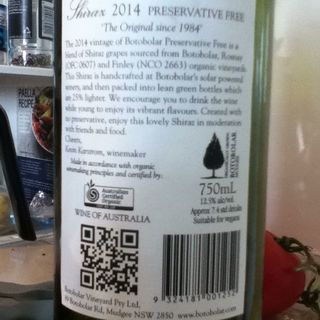 Shiraz 2014 PRESERVATIVE FREE
'The Original since 1984'
The 2014 vintage of Botobolar Preservative Free is a
blend of Shiraz grapes sourced from Botobolar, Rosnay
(OFC 0607) and Finley (NCO 2663) organic vineyards.
This Shiraz is handcrafted at Botobolar's solar powered
winery, and then packed into lean green bottles which
are 25% lighter. We encourage you to drink the wine
while young to enjoy its vibrant flavours. Created with
no preservative, enjoy this lovely Shiraz in moderation
with friends and food.
Cheers,
Kevin Karstrom, winemaker
Made in accordance with organic
winemaking principles and certified by:
Australian
Certified
Organic
WINE OF AUSTRALIA
BOTOBOLAR
750mL
12.5% alc/vol.
Approx 7.4 std drinks
Suitable for vegans
Botobolar Vineyard Pty Ltd.
89 Botobolar Rd, Mudgee NSW 2850 botobolar.com
9 324181 001252
PAELLA
RECIPE